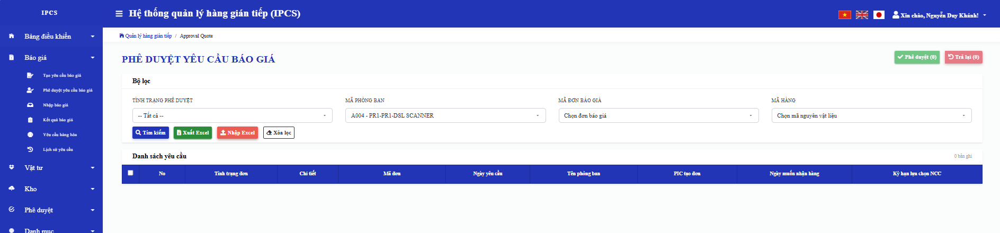 IPCS
Hệ thống quản lý hàng gián tiếp (IPCS)
Xin chào, Nguyễn Duy Khánh!
Bảng điều khiển
Báo giá
Tạo yêu cầu báo giá
Phê duyệt yêu cầu báo giá
Nhập báo giá
Kết quả báo giá
Yêu cầu hàng hóa
Lịch sử yêu cầu
Vật tư
Kho
Phê duyệt
Danh mục
Quản lý hàng gián tiếp / Approval Quote
PHÊ DUYỆT YÊU CẦU BÁO GIÁ
Phê duyệt (0) Trả lại (0)
Bộ lọc
TÌNH TRẠNG PHÊ DUYỆT MÃ PHÒNG BAN MÃ ĐƠN BÁO GIÁ MÃ HÀNG
-- Tất cả -- A004 - PR1-PR1-DSL SCANNER Chọn đơn báo giá Chọn mã nguyên vật liệu
Tìm kiếm Xuất Excel Nhập Excel Xóa lọc
Danh sách yêu cầu 0 bản ghi
No Tình trạng đơn Chi tiết Mã đơn Ngày yêu cầu Tên phòng ban PIC tạo đơn Ngày muốn nhận hàng Kỳ hạn lựa chọn NCC